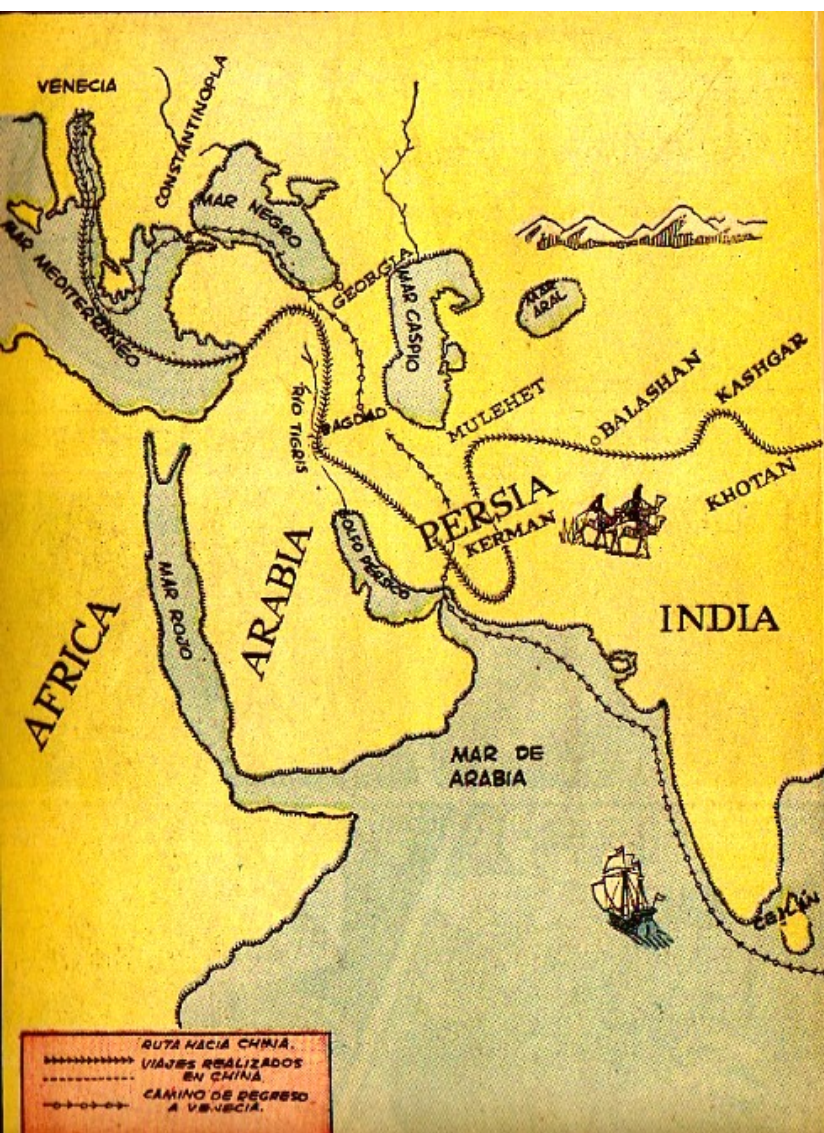 VENECIA
CONSTANTINOPLA
MAR NEGRO
MAR MEDITERRANEO
GEORGIA
MAR CASPIO
MAR
ARAL
RÍO TIGRIS
BAGDAD
MULEHET
BALASHAN
KASHGAR
KHOTAN
PERSIA
KERMAN
GOLFO PERSICO
ARABIA
MAR ROJO
AFRICA
INDIA
MAR DE
ARABIA
CEILÁN
RUTA HACIA CHINA.
VIAJES REALIZADOS
EN CHINA
CAMINO DE REGRESO
A VENECIA.